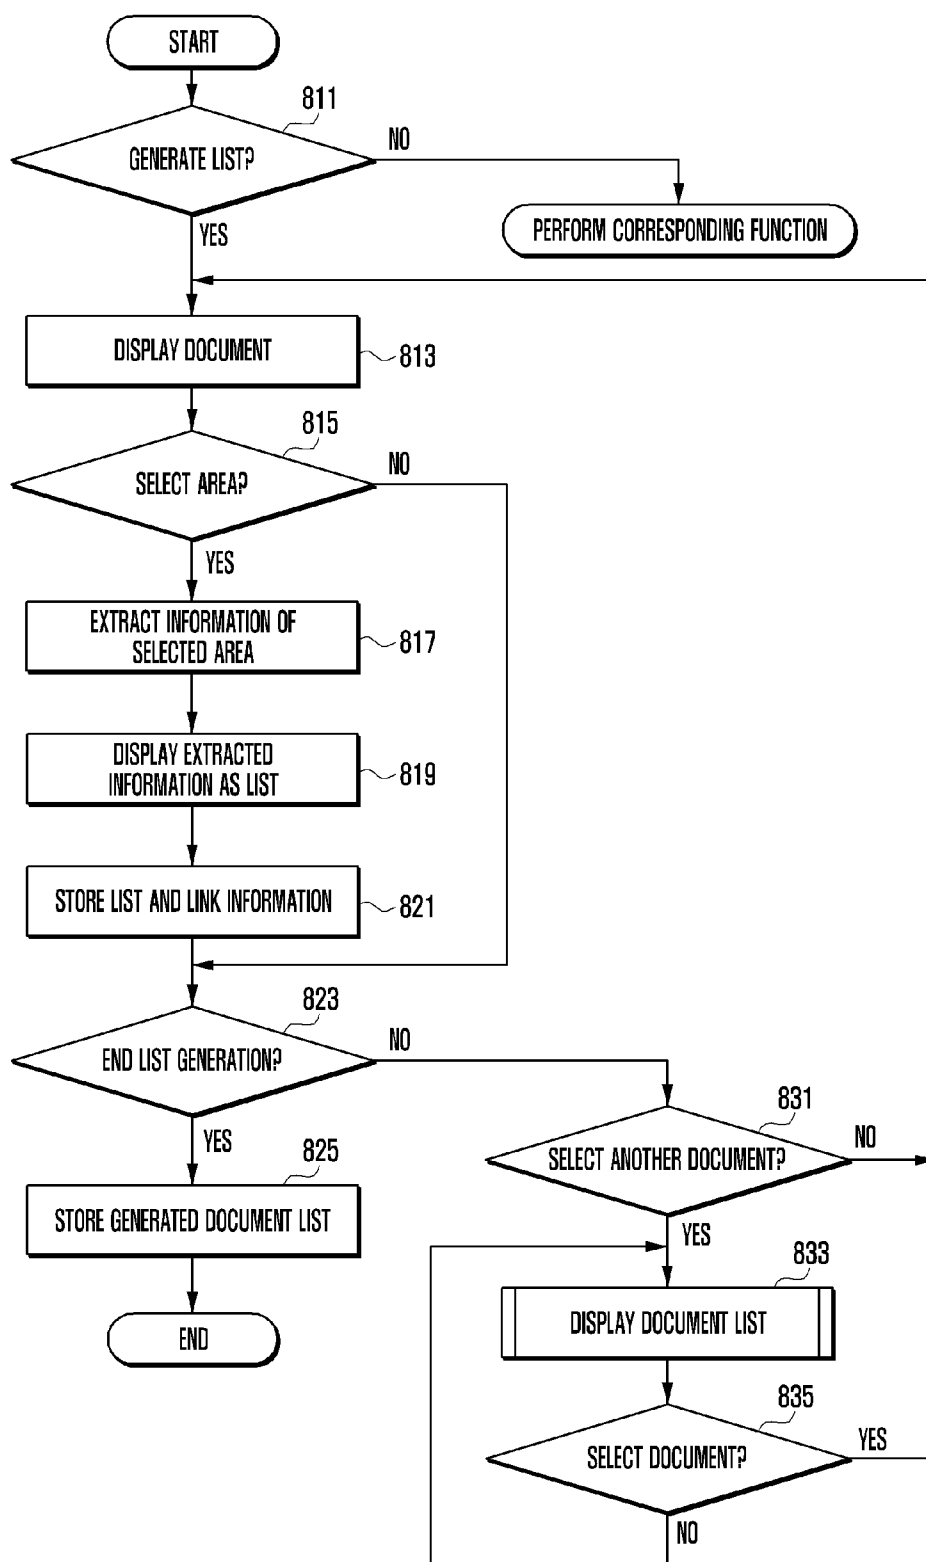 START
811
GENERATE LIST?
NO
YES
PERFORM CORRESPONDING FUNCTION
DISPLAY DOCUMENT
813
815
SELECT AREA?
NO
YES
EXTRACT INFORMATION OF
SELECTED AREA
817
DISPLAY EXTRACTED
INFORMATION AS LIST
819
STORE LIST AND LINK INFORMATION
821
823
END LIST GENERATION?
NO
YES
831
SELECT ANOTHER DOCUMENT?
NO
YES
825
STORE GENERATED DOCUMENT LIST
END
833
DISPLAY DOCUMENT LIST
835
SELECT DOCUMENT?
YES
NO